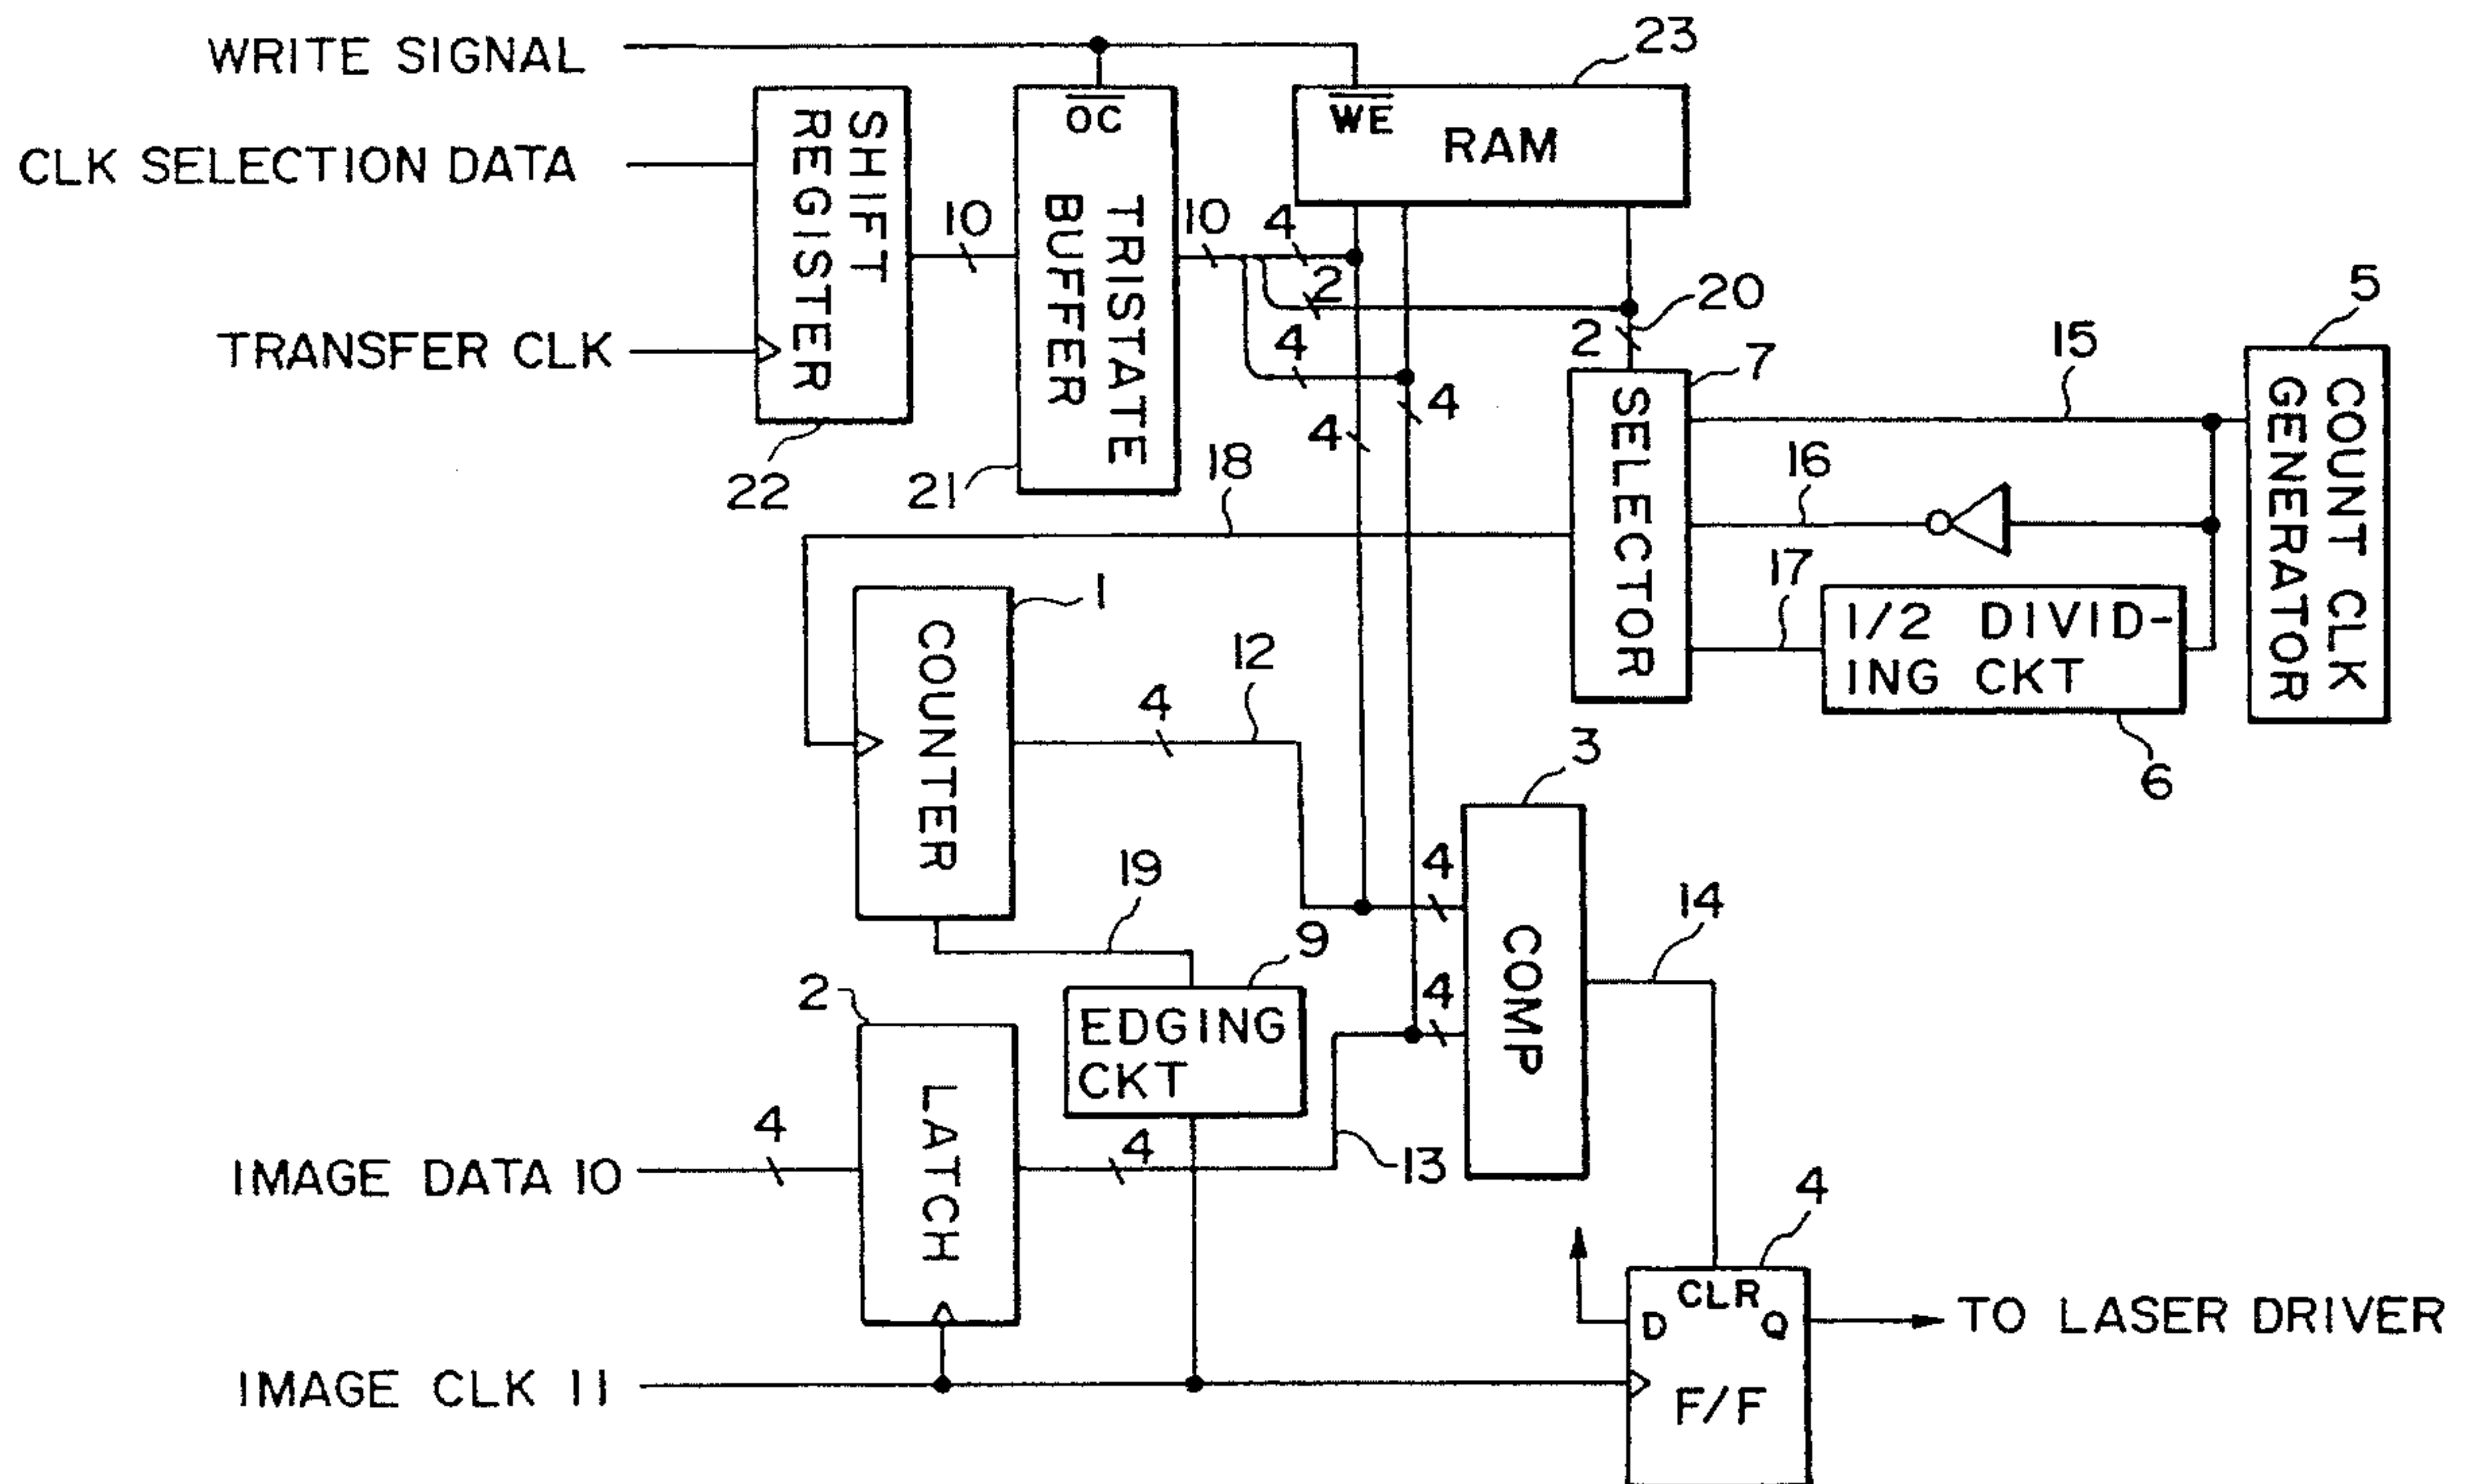 WRITE SIGNAL
23
OC
WE
RAM
CLK SELECTION DATA
SHIFT
REGISTER
TRISTATE
BUFFER
10
10
4
2
4
2
20
TRANSFER CLK
7
15
5
COUNT CLK
GENERATOR
4
4
22
21
18
16
SELECTOR
17
1/2 DIVID-
ING CKT
6
1
COUNTER
4
12
3
COMP
4
19
9
14
2
4
EDGING
CKT
LATCH
4
4
13
IMAGE DATA 10
4
CLR
D
Q
TO LASER DRIVER
IMAGE CLK 11
F/F